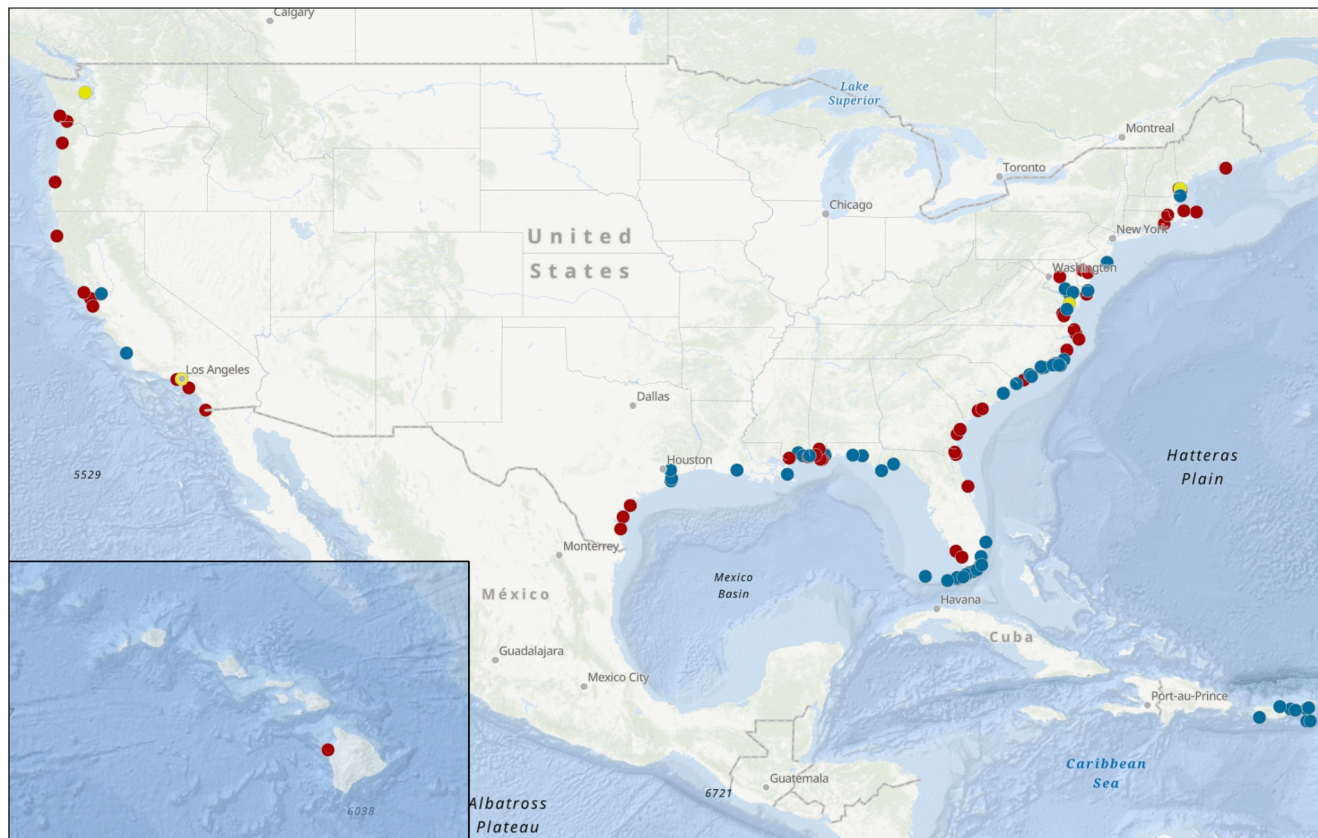 Calgary
Lake
Superior
Montreal
Toronto
Chicago
New York
United
States
Washington
Los Angeles
Dallas
Hatteras
Plain
5529
Houston
Monterrey
Mexico
Basin
México
Havana
Cuba
Guadalajara
Mexico City
Port-au-Prince
Caribbean
Sea
Guatemala
6721
Albatross
Plateau
6038